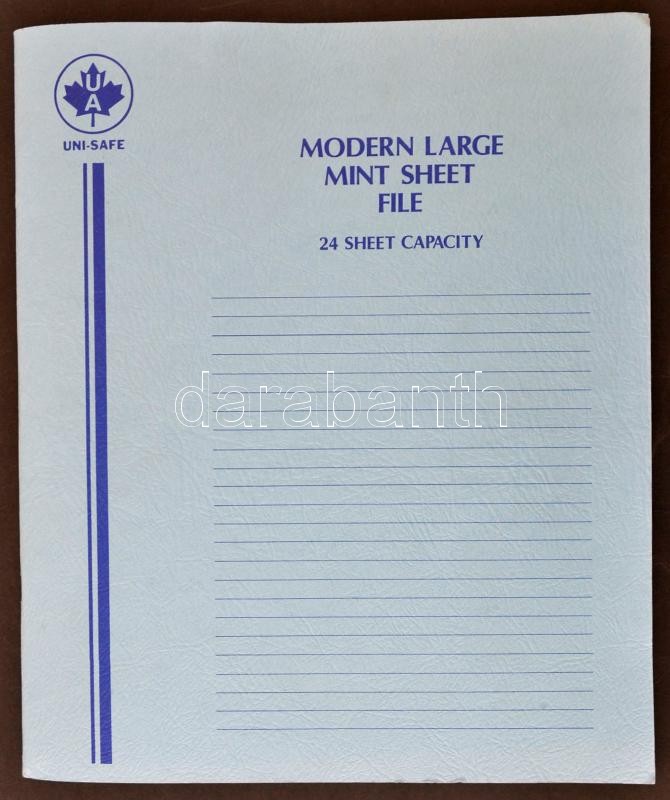 U
A
UNI-SAFE
MODERN LARGE
MINT SHEET
FILE
24 SHEET CAPACITY
darabanth